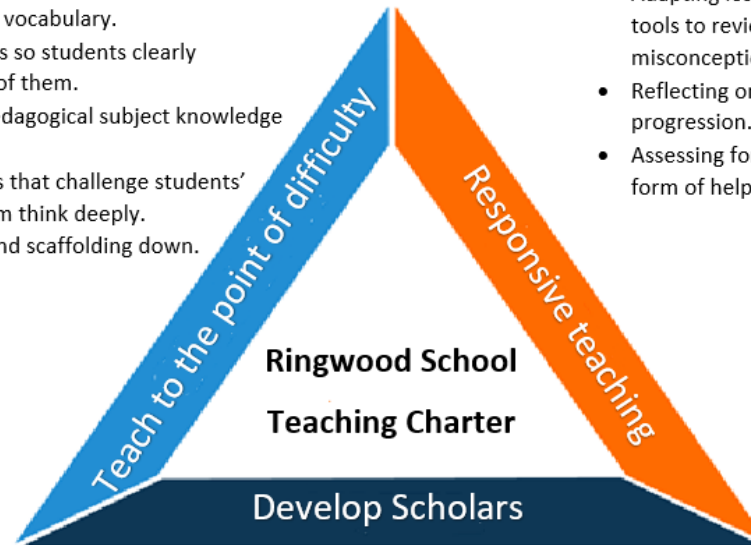 vocabulary.
s so students clearly
of them.
dagogical subject knowledge
s that challenge students'
m think deeply.
nd scaffolding down.
tools to revi
misconcepti
• Reflecting o
progression.
• Assessing fo
form of help
Teach to the point of difficulty
Responsive teaching
Ringwood School
Teaching Charter
Develop Scholars